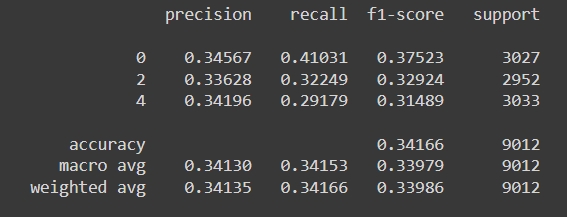 precision recall f1-score support
0 0.34567 0.41031 0.37523 3027
2 0.33628 0.32249 0.32924 2952
4 0.34196 0.29179 0.31489 3033
accuracy 0.34166 9012
macro avg 0.34130 0.34153 0.33979 9012
weighted avg 0.34135 0.34166 0.33986 9012